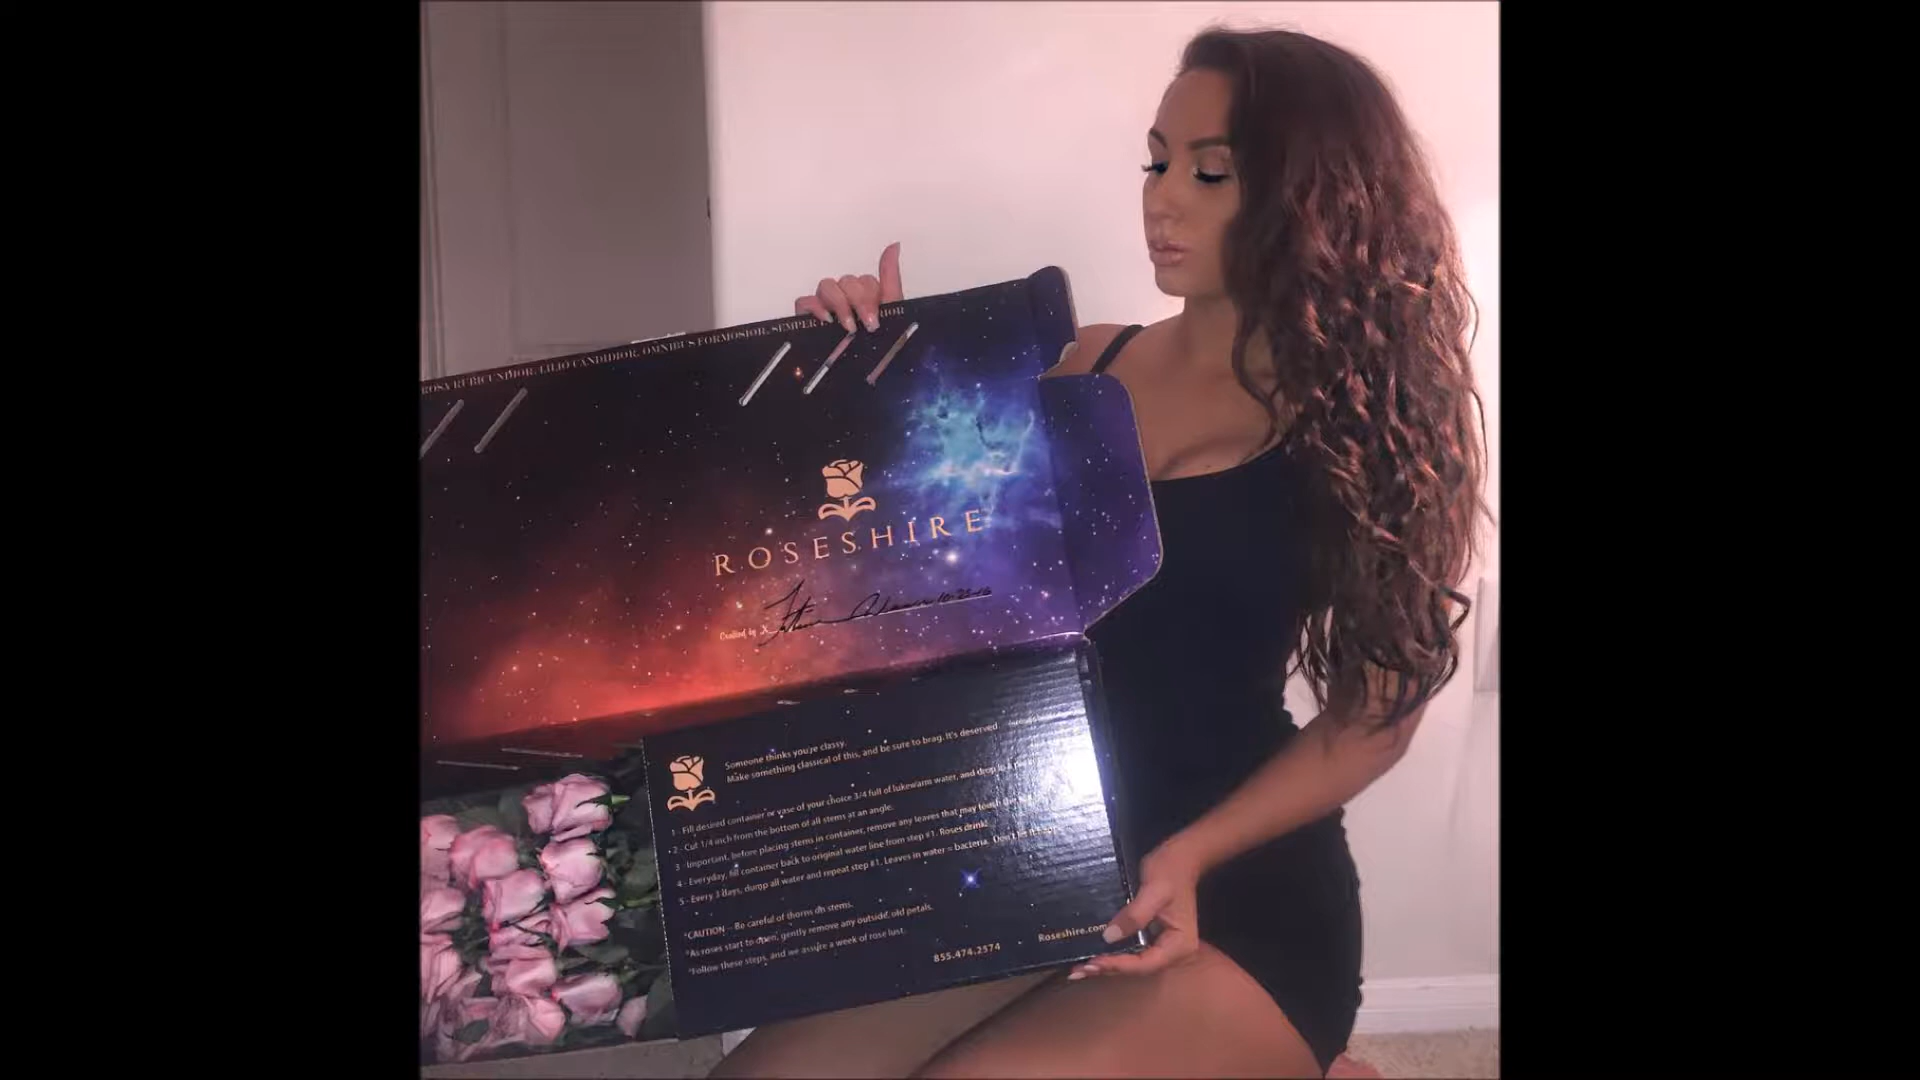 ROSA RUBICUNDIOR, LILIO CANDIDIOR, OMNIBUS FORMOSIOR, SEMPER
ROSESHIRE
Crafted by X 10-25-16
Someone thinks you're classy.
Make something classical of this, and be sure to brag. It's deserved
1 - Fill desired container or vase of your choice 3/4 full of lukewarm water, and drop in a
2 - Cut 1/4 inch from the bottom of all stems at an angle.
3 - Important, before placing stems in container, remove any leaves that may touch
4 - Everyday, fill container back to original water line from step #1. Roses drink!
5 - Every 3 days, dump all water and repeat step #1. Leaves in water = bacteria. Don't
*CAUTION - Be careful of thorns on stems.
*As roses start to open, gently remove any outside, old petals.
*Follow these steps, and we assure a week of rose lust.
855.474.2574
Roseshire.com